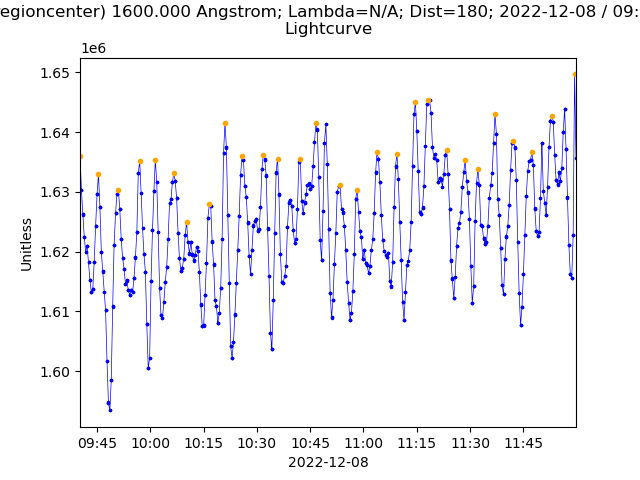 egioncenter) 1600.000 Angstrom; Lambda=N/A; Dist=180; 2022-12-08 / 09:
Lightcurve
1e6
1.65
1.64
1.63
1.62
1.61
1.60
Unitless
09:45 10:00 10:15 10:30 10:45 11:00 11:15 11:30 11:45
2022-12-08